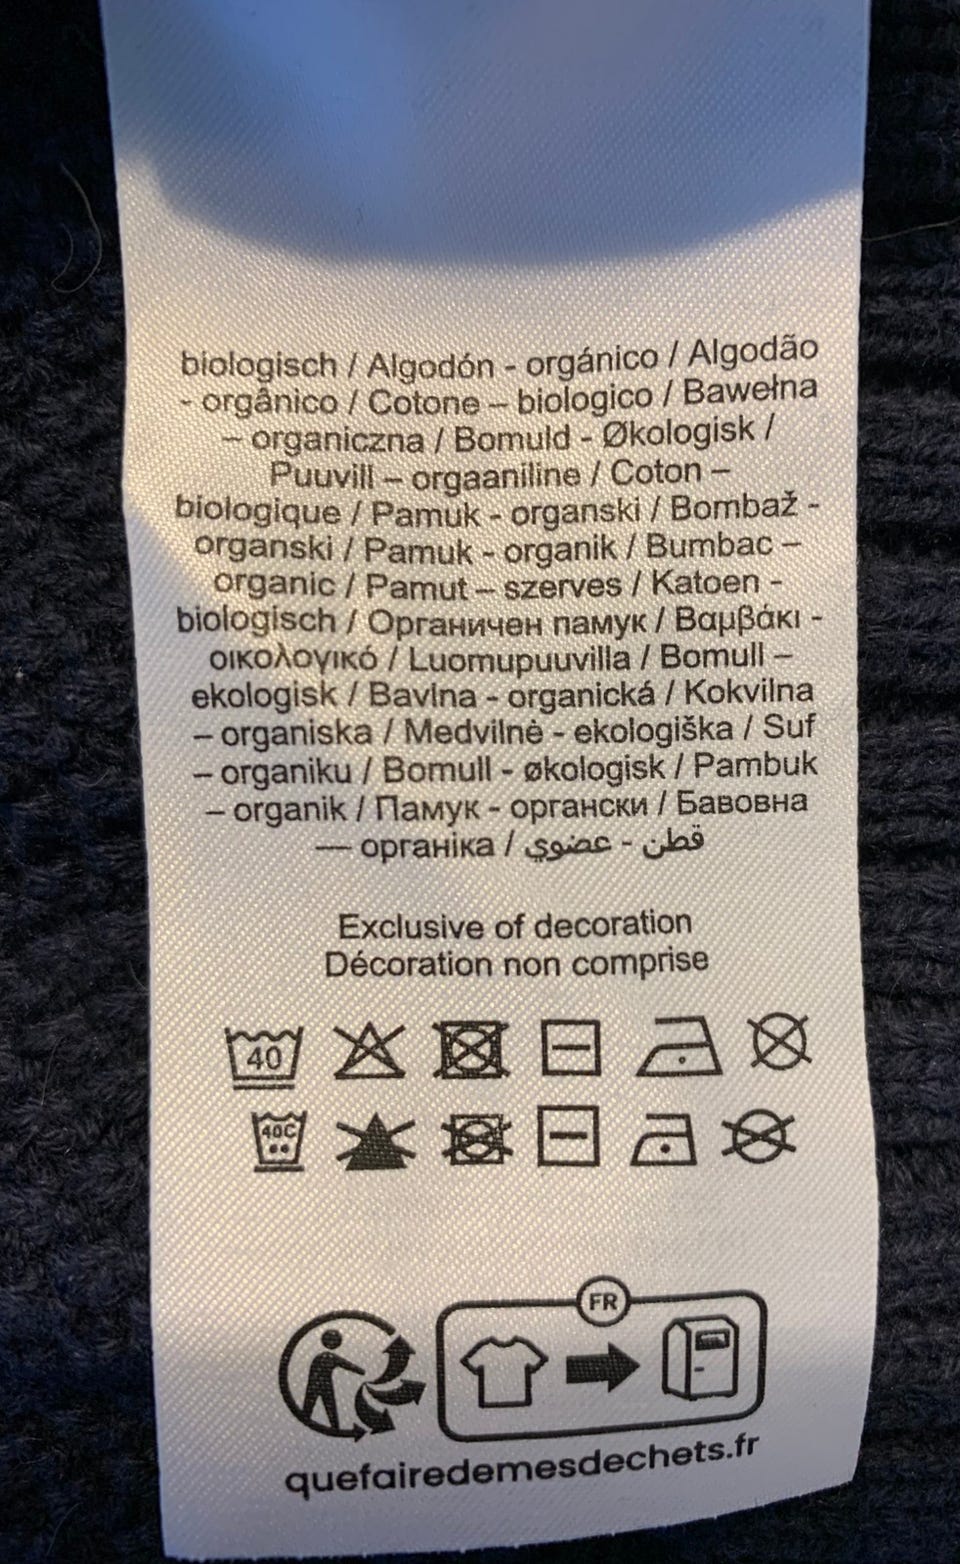 biologisch / Algodón - orgánico / Algodão
- orgânico / Cotone – biologico / Bawełna
– organiczna / Bomuld - Økologisk /
Puuvill – orgaaniline / Coton –
biologique / Pamuk - organski / Bombaž -
organski / Pamuk - organik / Bumbac –
organic / Pamut – szerves / Katoen -
biologisch / Органичен памук / Βαμβάκι -
οικολογικό / Luomupuuvilla / Bomull –
ekologisk / Bavlna - organická / Kokvilna
– organiska / Medvilnė - ekologiška / Suf
– organiku / Bomull - økologisk / Pambuk
– organik / Памук - органски / Бавовна
— органіка / قطن - عضوي
Exclusive of decoration
Décoration non comprise
40
40C
FR
quefairedemesdechets.fr